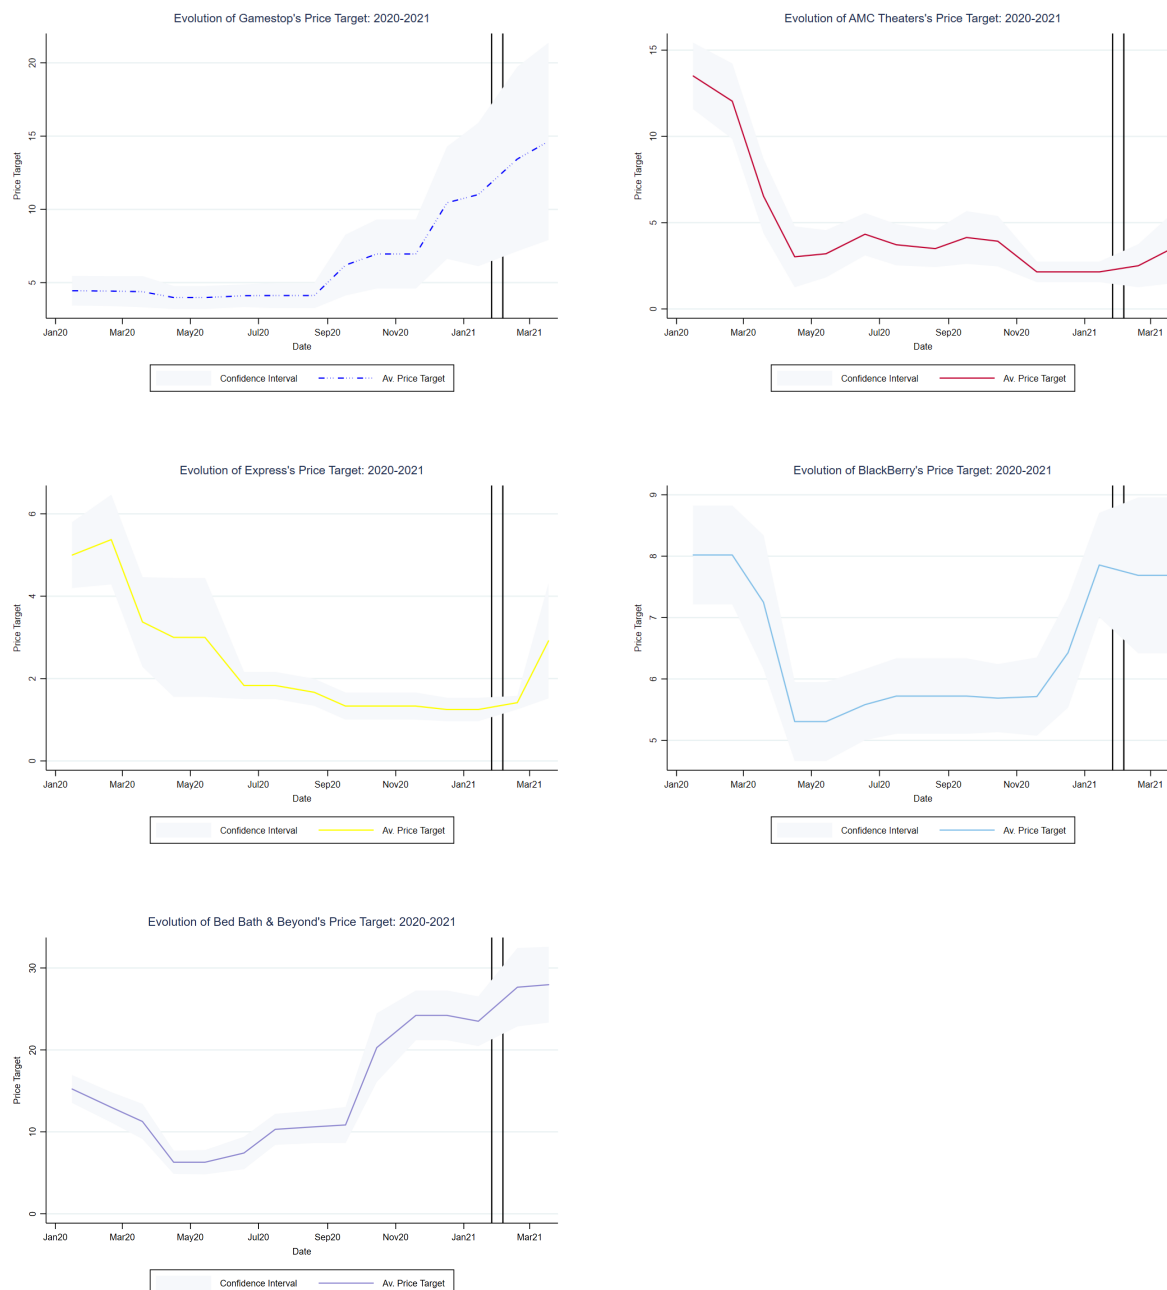 Evolution of Gamestop's Price Target: 2020-2021
Price Target
20
15
10
5
Jan20 Mar20 May20 Jul20 Sep20 Nov20 Jan21 Mar21
Date
Confidence Interval Av. Price Target
Evolution of AMC Theaters's Price Target: 2020-2021
Price Target
15
10
5
0
Jan20 Mar20 May20 Jul20 Sep20 Nov20 Jan21 Mar21
Date
Confidence Interval Av. Price Target
Evolution of Express's Price Target: 2020-2021
Price Target
6
4
2
0
Jan20 Mar20 May20 Jul20 Sep20 Nov20 Jan21 Mar21
Date
Confidence Interval Av. Price Target
Evolution of BlackBerry's Price Target: 2020-2021
Price Target
9
8
7
6
5
Jan20 Mar20 May20 Jul20 Sep20 Nov20 Jan21 Mar21
Date
Confidence Interval Av. Price Target
Evolution of Bed Bath & Beyond's Price Target: 2020-2021
Price Target
30
20
10
0
Jan20 Mar20 May20 Jul20 Sep20 Nov20 Jan21 Mar21
Date
Confidence Interval Av. Price Target